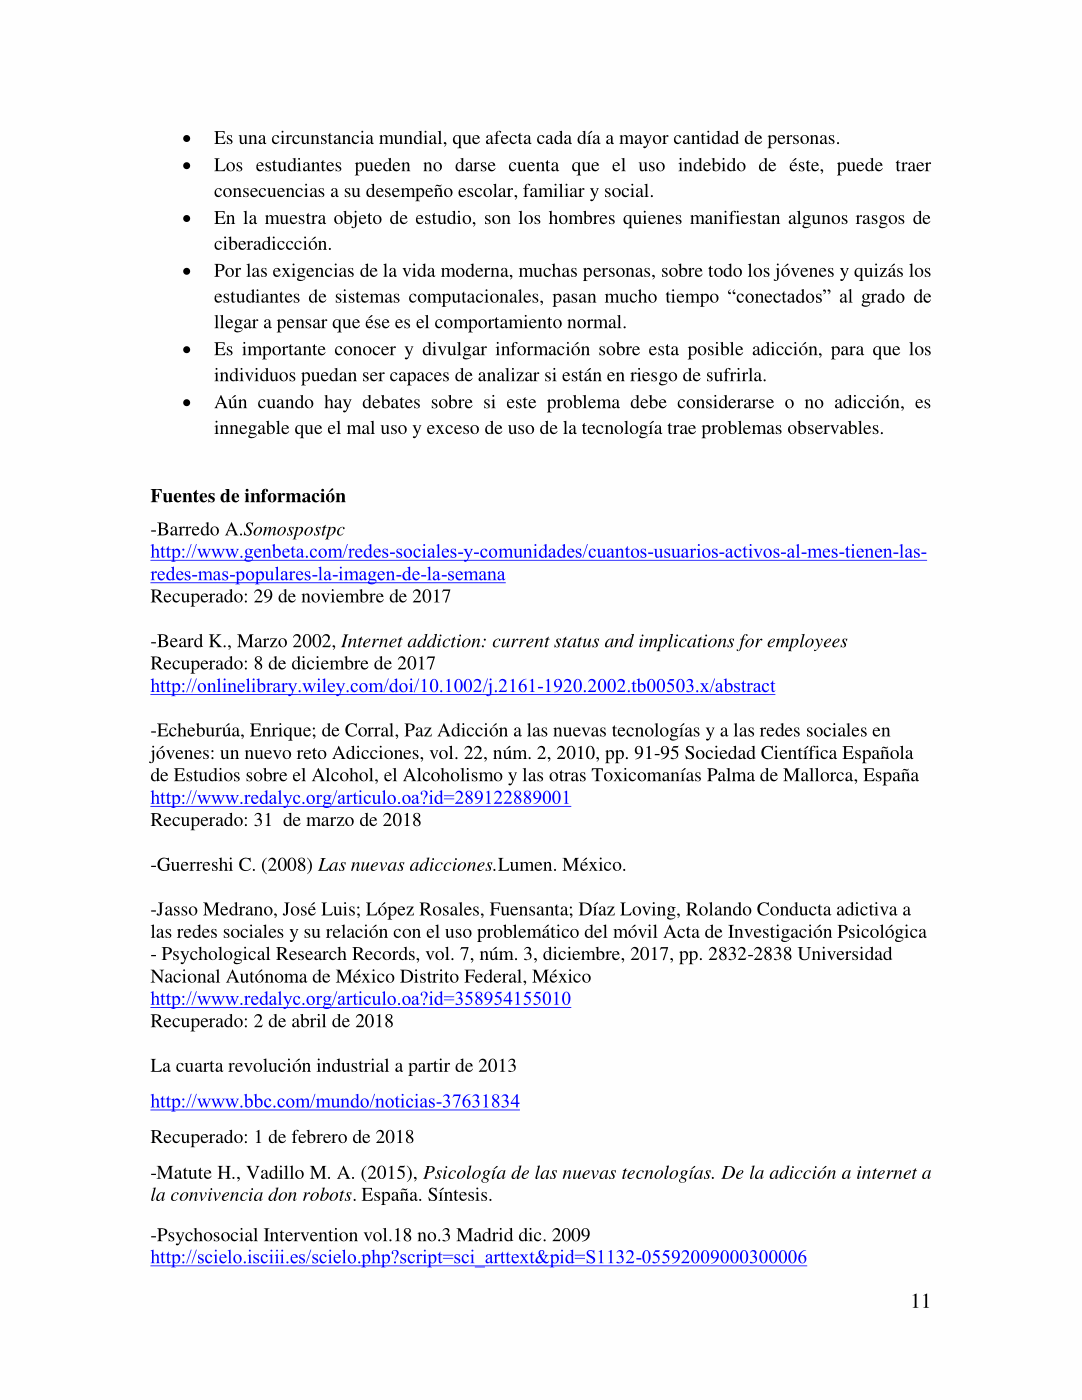 • Es una circunstancia mundial, que afecta cada día a mayor cantidad de personas.
• Los estudiantes pueden no darse cuenta que el uso indebido de éste, puede traer
consecuencias a su desempeño escolar, familiar y social.
• En la muestra objeto de estudio, son los hombres quienes manifiestan algunos rasgos de
ciberadiccción.
• Por las exigencias de la vida moderna, muchas personas, sobre todo los jóvenes y quizás los
estudiantes de sistemas computacionales, pasan mucho tiempo “conectados” al grado de
llegar a pensar que ése es el comportamiento normal.
• Es importante conocer y divulgar información sobre esta posible adicción, para que los
individuos puedan ser capaces de analizar si están en riesgo de sufrirla.
• Aún cuando hay debates sobre si este problema debe considerarse o no adicción, es
innegable que el mal uso y exceso de uso de la tecnología trae problemas observables.
Fuentes de información
-Barredo A.Somospostpc
http://www.genbeta.com/redes-sociales-y-comunidades/cuantos-usuarios-activos-al-mes-tienen-las-
redes-mas-populares-la-imagen-de-la-semana
Recuperado: 29 de noviembre de 2017
-Beard K., Marzo 2002, Internet addiction: current status and implications for employees
Recuperado: 8 de diciembre de 2017
http://onlinelibrary.wiley.com/doi/10.1002/j.2161-1920.2002.tb00503.x/abstract
-Echeburúa, Enrique; de Corral, Paz Adicción a las nuevas tecnologías y a las redes sociales en
jóvenes: un nuevo reto Adicciones, vol. 22, núm. 2, 2010, pp. 91-95 Sociedad Científica Española
de Estudios sobre el Alcohol, el Alcoholismo y las otras Toxicomanías Palma de Mallorca, España
http://www.redalyc.org/articulo.oa?id=289122889001
Recuperado: 31 de marzo de 2018
-Guerreshi C. (2008) Las nuevas adicciones.Lumen. México.
-Jasso Medrano, José Luis; López Rosales, Fuensanta; Díaz Loving, Rolando Conducta adictiva a
las redes sociales y su relación con el uso problemático del móvil Acta de Investigación Psicológica
- Psychological Research Records, vol. 7, núm. 3, diciembre, 2017, pp. 2832-2838 Universidad
Nacional Autónoma de México Distrito Federal, México
http://www.redalyc.org/articulo.oa?id=358954155010
Recuperado: 2 de abril de 2018
La cuarta revolución industrial a partir de 2013
http://www.bbc.com/mundo/noticias-37631834
Recuperado: 1 de febrero de 2018
-Matute H., Vadillo M. A. (2015), Psicología de las nuevas tecnologías. De la adicción a internet a
la convivencia don robots. España. Síntesis.
-Psychosocial Intervention vol.18 no.3 Madrid dic. 2009
http://scielo.isciii.es/scielo.php?script=sci_arttext&pid=S1132-05592009000300006
11